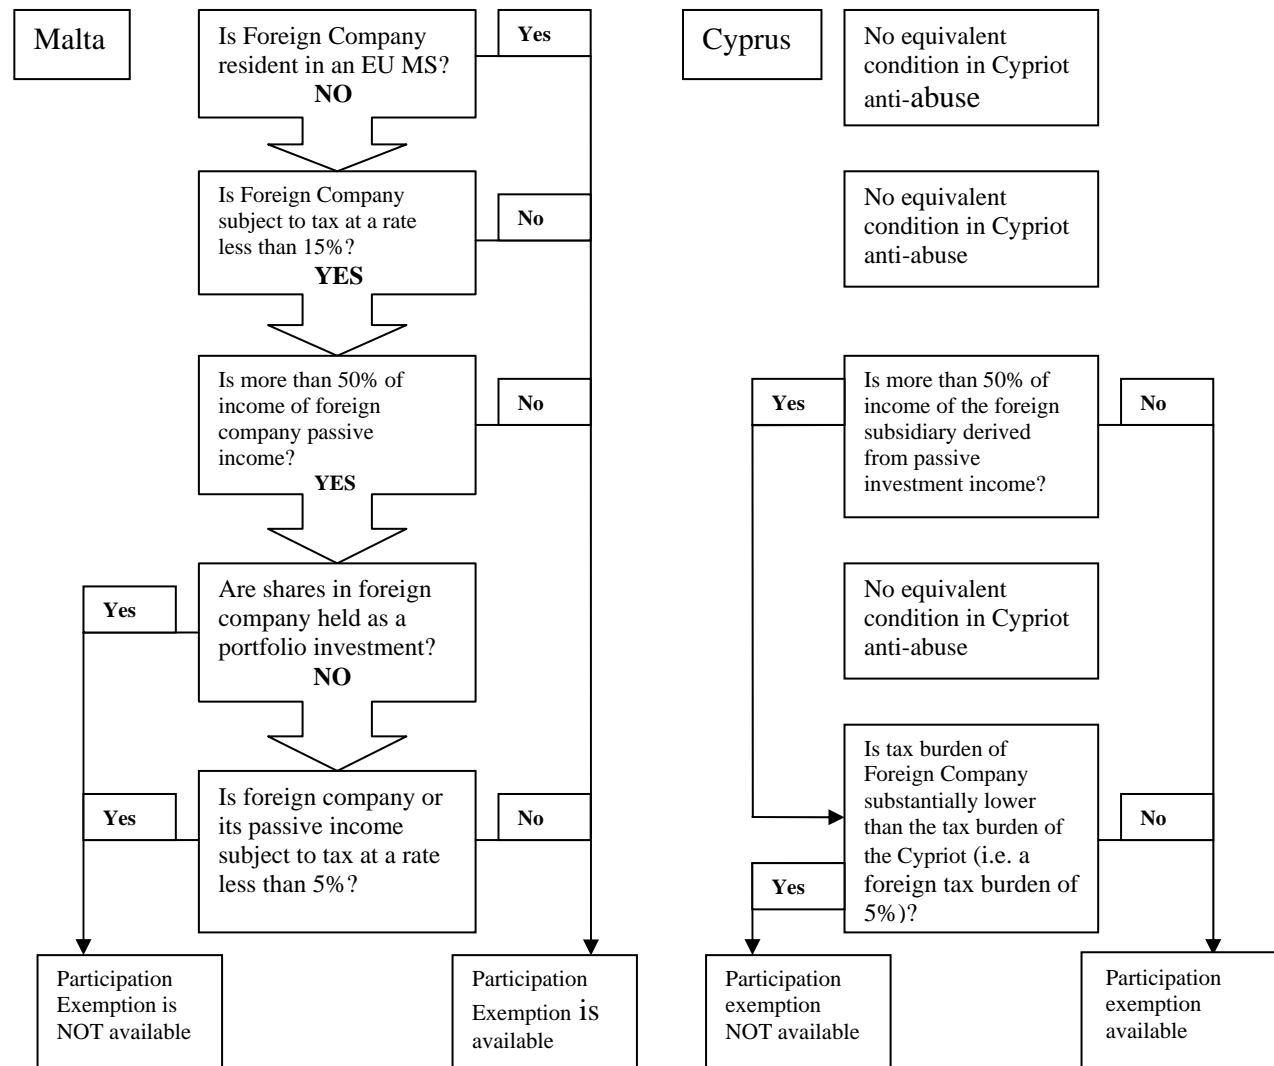 Malta
Is Foreign Company
resident in an EU MS?
NO
Yes
Is Foreign Company
subject to tax at a rate
less than 15%?
YES
No
Is more than 50% of
income of foreign
company passive
income?
YES
No
Are shares in foreign
company held as a
portfolio investment?
NO
Yes
Is foreign company or
its passive income
subject to tax at a rate
less than 5%?
Yes
No
Participation
Exemption is
NOT available
Participation
Exemption is
available
Cyprus
No equivalent
condition in Cypriot
anti-abuse
No equivalent
condition in Cypriot
anti-abuse
Yes
Is more than 50% of
income of the foreign
subsidiary derived
from passive
investment income?
No
No equivalent
condition in Cypriot
anti-abuse
Is tax burden of
Foreign Company
substantially lower
than the tax burden of
the Cypriot (i.e. a
foreign tax burden of
5%)?
No
Yes
Participation
exemption
NOT available
Participation
exemption
available